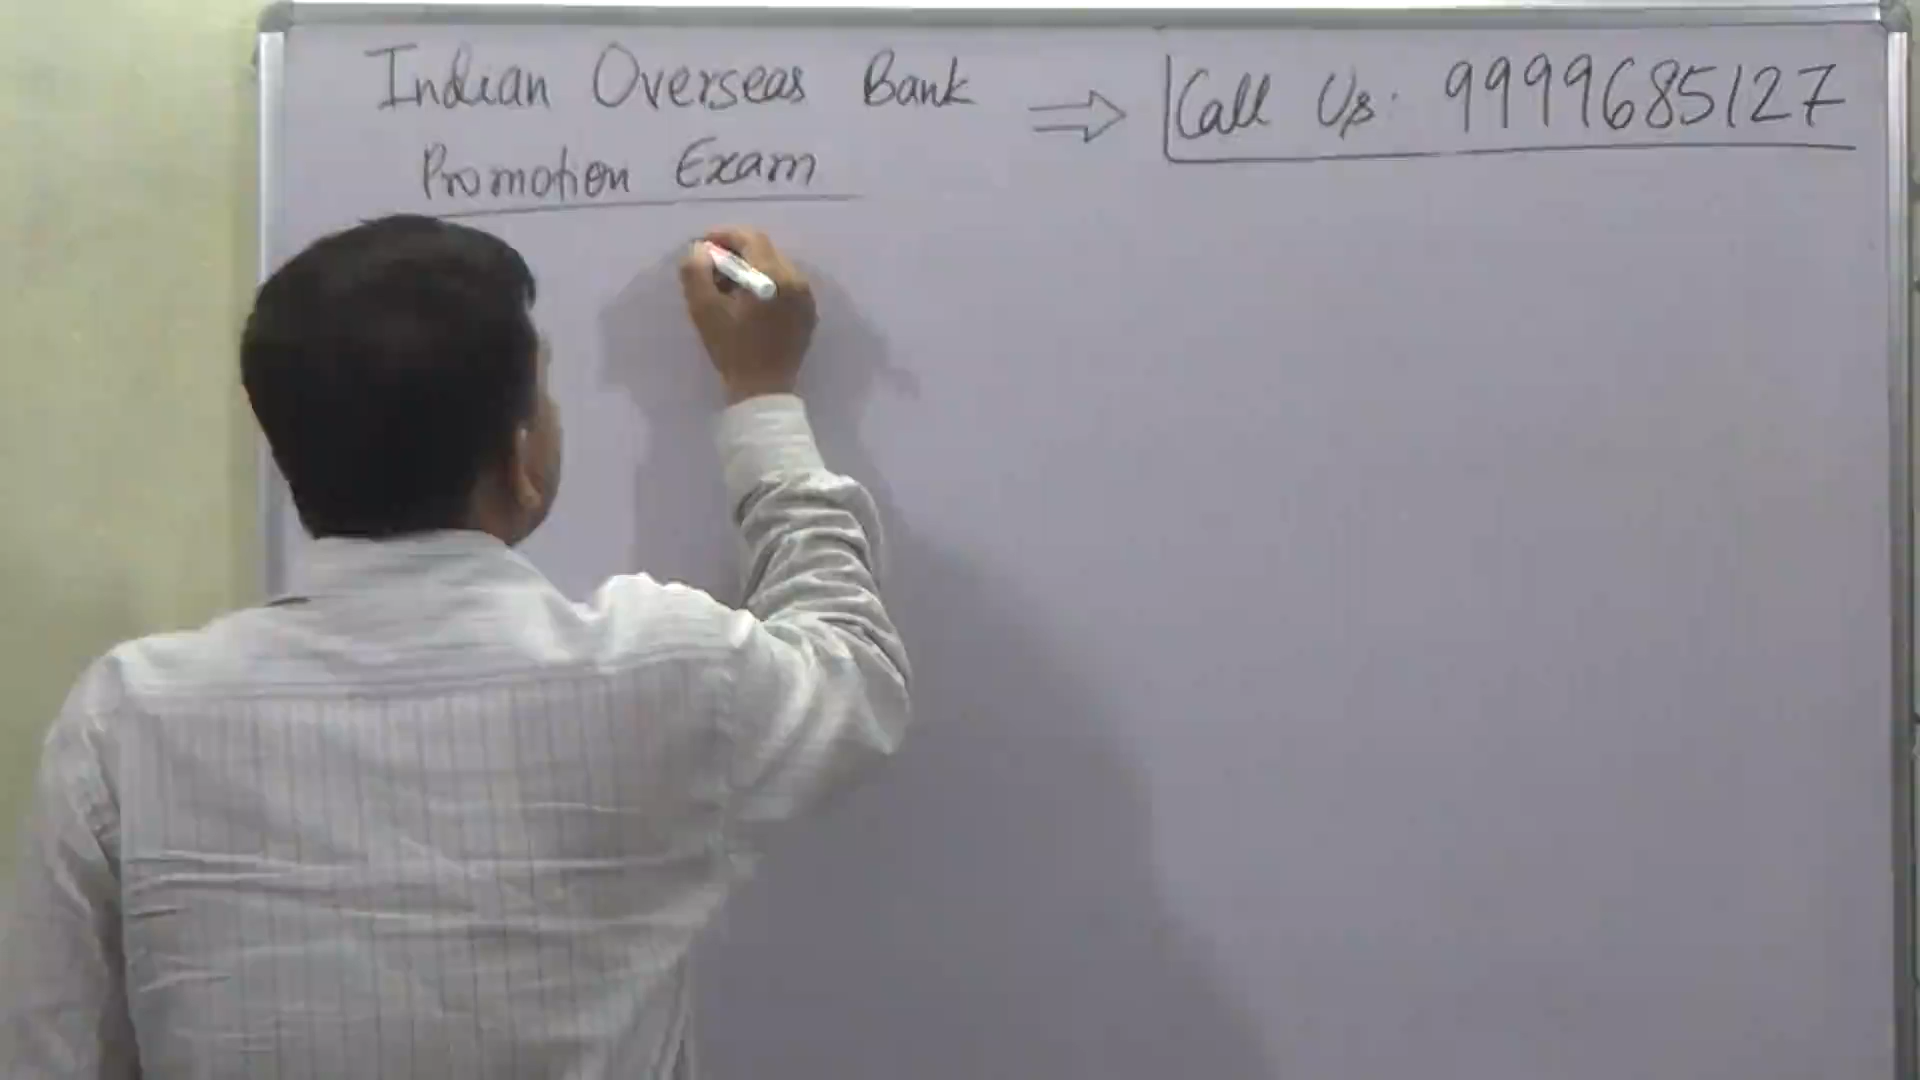 Indian Overseas Bank
Promotion Exam
⇒ Call Us: 9999685127